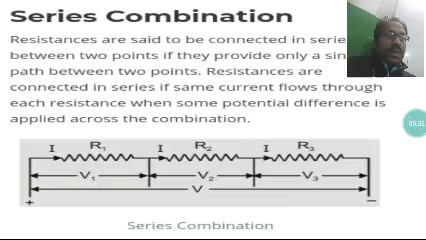 Series Combination
Resistances are said to be connected in
between two points if they provide only a
path between two points. Resistances are
connected in series if same current flows through
each resistance when some potential difference is
applied across the combination.
I R₁ I R₂ I R₃
V₁ V₂ V₃
V
+ −
Series Combination